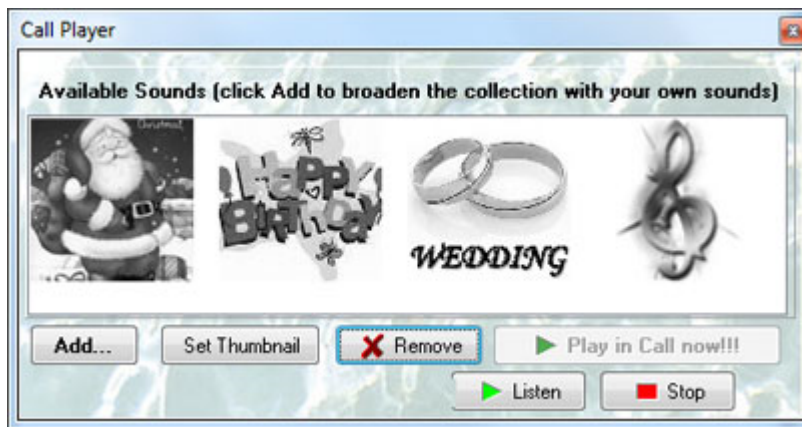 Call Player
Available Sounds (click Add to broaden the collection with your own sounds)
Christmas
HAPPY
BIRTHDAY
WEDDING
Add...
Set Thumbnail
Remove
Play in Call now!!!
Listen
Stop